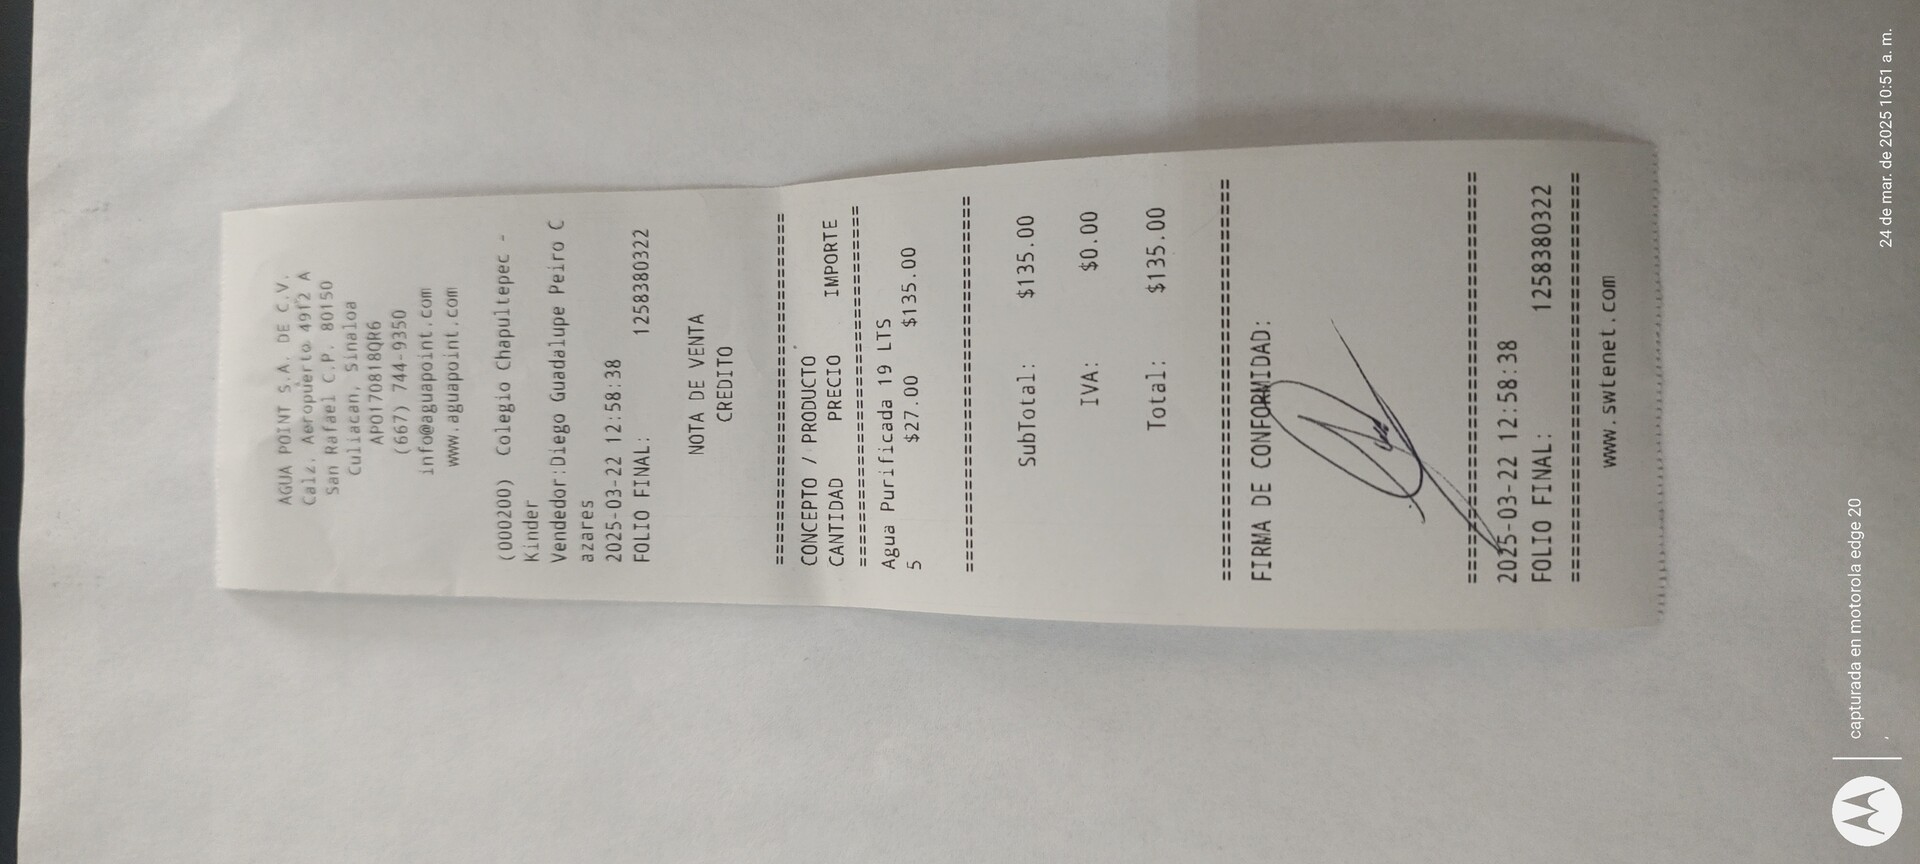 AGUA POINT S.A. DE C.V.
Calz. Aeropuerto 4912 A
San Rafael C.P. 80150
Culiacan, Sinaloa
APO170818QR6
(667) 744-9350
info@aguapoint.com
www.aguapoint.com
(000200) Colegio Chapultepec -
Kinder
Vendedor:Diego Guadalupe Peiro C
azares
2025-03-22 12:58:38
FOLIO FINAL: 1258380322
NOTA DE VENTA
CREDITO
================================
CONCEPTO / PRODUCTO
CANTIDAD PRECIO IMPORTE
================================
Agua Purificada 19 LTS
5 $27.00 $135.00
================================
SubTotal: $135.00
IVA: $0.00
Total: $135.00
================================
FIRMA DE CONFORMIDAD:
================================
2025-03-22 12:58:38
FOLIO FINAL: 1258380322
================================
www.swtenet.com
capturada en motorola edge 20
24 de mar. de 2025 10:51 a. m.